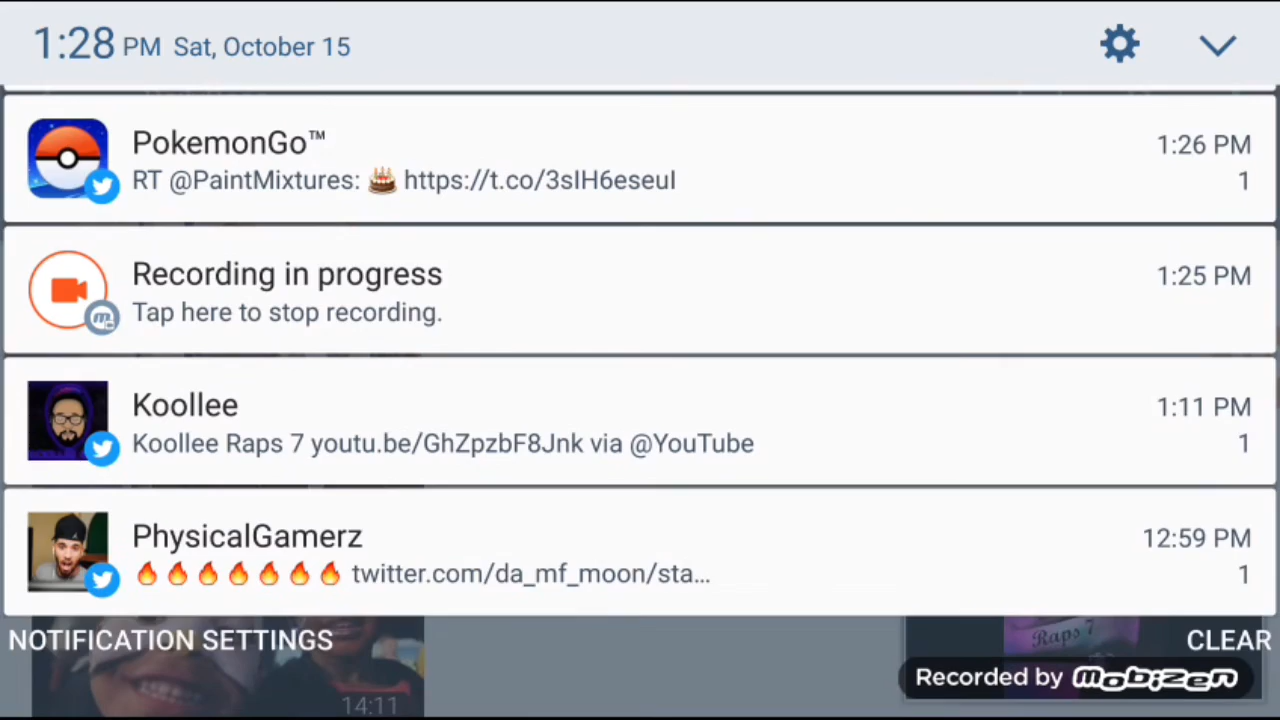 1:28 PM Sat, October 15
PokemonGo™ 1:26 PM
RT @PaintMixtures: 🎂 https://t.co/3sIH6eseuI 1
Recording in progress 1:25 PM
Tap here to stop recording.
Koollee 1:11 PM
Koollee Raps 7 youtu.be/GhZpzbF8Jnk via @YouTube 1
PhysicalGamerz 12:59 PM
🔥🔥🔥🔥🔥🔥🔥 twitter.com/da_mf_moon/sta... 1
NOTIFICATION SETTINGS CLEAR
Raps 7
Recorded by mobizen
14:11